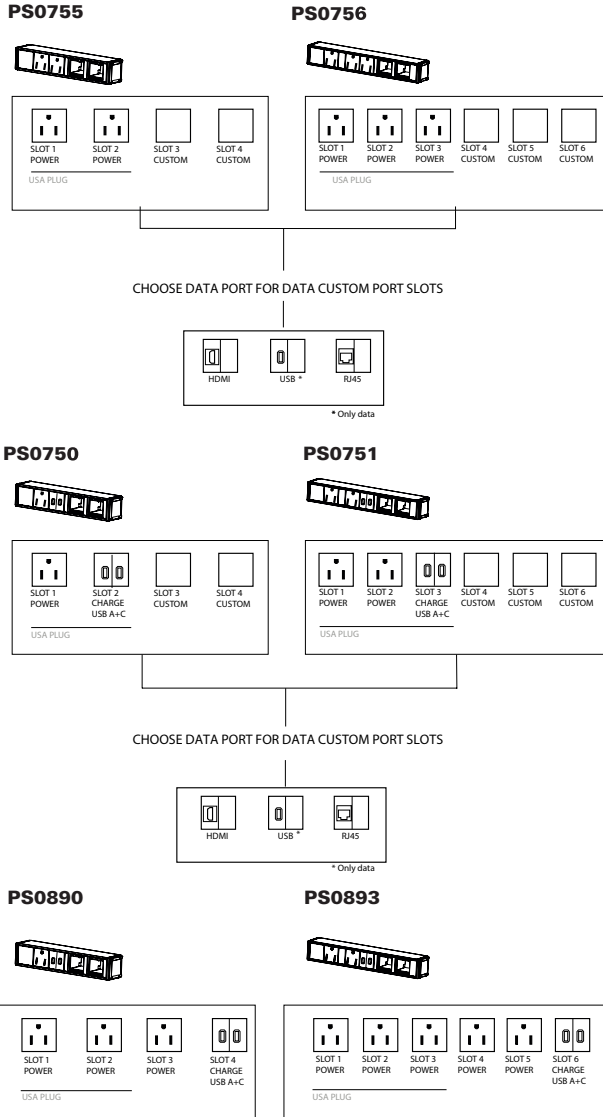 PS0755
PS0756
SLOT 1 SLOT 2 SLOT 3 SLOT 4
POWER POWER CUSTOM CUSTOM
USA PLUG
SLOT 1 SLOT 2 SLOT 3 SLOT 4 SLOT 5 SLOT 6
POWER POWER POWER CUSTOM CUSTOM CUSTOM
USA PLUG
CHOOSE DATA PORT FOR DATA CUSTOM PORT SLOTS
HDMI USB * RJ45
* Only data
PS0750
PS0751
SLOT 1 SLOT 2 SLOT 3 SLOT 4
POWER CHARGE CUSTOM CUSTOM
USB A+C
USA PLUG
SLOT 1 SLOT 2 SLOT 3 SLOT 4 SLOT 5 SLOT 6
POWER POWER CHARGE CUSTOM CUSTOM CUSTOM
USB A+C
USA PLUG
CHOOSE DATA PORT FOR DATA CUSTOM PORT SLOTS
HDMI USB * RJ45
* Only data
PS0890
PS0893
SLOT 1 SLOT 2 SLOT 3 SLOT 4
POWER POWER POWER CHARGE
USB A+C
USA PLUG
SLOT 1 SLOT 2 SLOT 3 SLOT 4 SLOT 5 SLOT 6
POWER POWER POWER POWER POWER CHARGE
USB A+C
USA PLUG